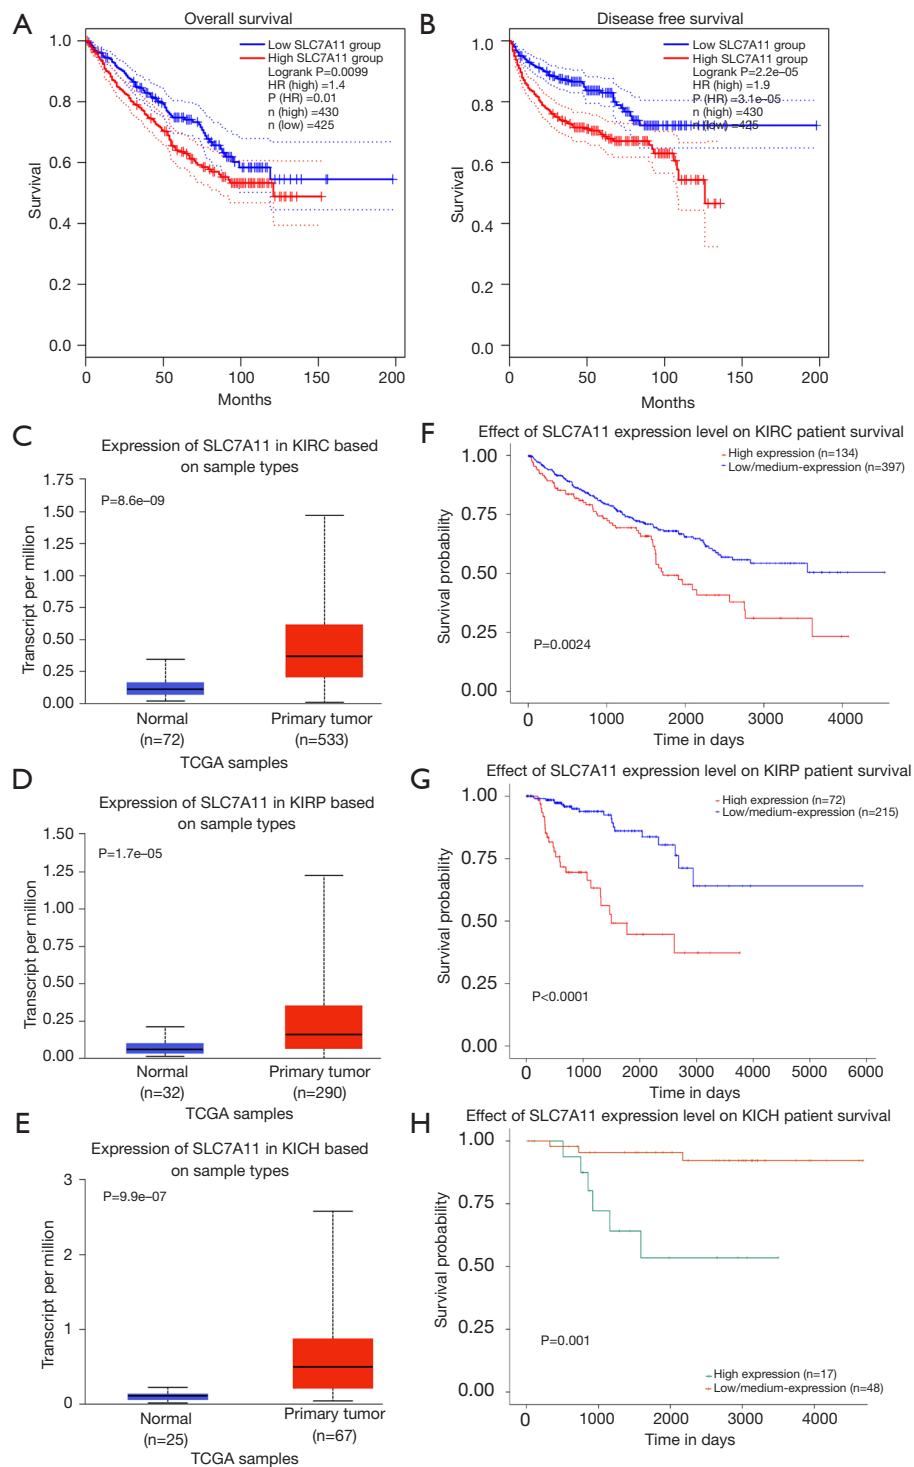 A
Overall survival
1.0
0.8
0.6
0.4
0.2
0.0
Survival
0
50
100
150
200
Months
Low SLC7A11 group
High SLC7A11 group
Logrank P=0.0099
HR (high) =1.4
P (HR) =0.01
n (high) =430
n (low) =425
B
Disease free survival
1.0
0.8
0.6
0.4
0.2
0.0
Survival
0
50
100
150
200
Months
Low SLC7A11 group
High SLC7A11 group
Logrank P=2.2e–05
HR (high) =1.9
P (HR) =3.1e–05
n (high) =430
n (low) =425
C
Expression of SLC7A11 in KIRC based
on sample types
1.75
1.50
1.25
1.00
0.75
0.50
0.25
0.00
Transcript per million
P=8.6e–09
Normal
(n=72)
Primary tumor
(n=533)
TCGA samples
F
Effect of SLC7A11 expression level on KIRC patient survival
High expression (n=134)
Low/medium-expression (n=397)
1.00
0.75
0.50
0.25
0.00
Survival probability
P=0.0024
0
1000
2000
3000
4000
Time in days
D
Expression of SLC7A11 in KIRP based
on sample types
1.50
1.25
1.00
0.75
0.50
0.25
0.00
Transcript per million
P=1.7e–05
Normal
(n=32)
Primary tumor
(n=290)
TCGA samples
G
Effect of SLC7A11 expression level on KIRP patient survival
High expression (n=72)
Low/medium-expression (n=215)
1.00
0.75
0.50
0.25
0.00
Survival probability
P<0.0001
0
1000
2000
3000
4000
5000
6000
Time in days
E
Expression of SLC7A11 in KICH based
on sample types
3
2
1
0
Transcript per million
P=9.9e–07
Normal
(n=25)
Primary tumor
(n=67)
TCGA samples
H
Effect of SLC7A11 expression level on KICH patient survival
1.00
0.75
0.50
0.25
0.00
Survival probability
P=0.001
High expression (n=17)
Low/medium-expression (n=48)
0
1000
2000
3000
4000
Time in days